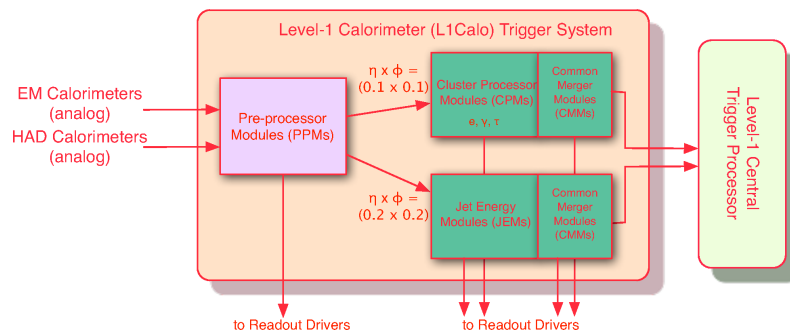 Level-1 Calorimeter (L1Calo) Trigger System
EM Calorimeters
(analog)
HAD Calorimeters
(analog)
Pre-processor
Modules (PPMs)
η x ϕ =
(0.1 x 0.1)
η x ϕ =
(0.2 x 0.2)
Cluster Processor
Modules (CPMs)
e, γ, τ
Common
Merger
Modules
(CMMs)
Jet Energy
Modules (JEMs)
Common
Merger
Modules
(CMMs)
Level-1 Central
Trigger Processor
to Readout Drivers
to Readout Drivers